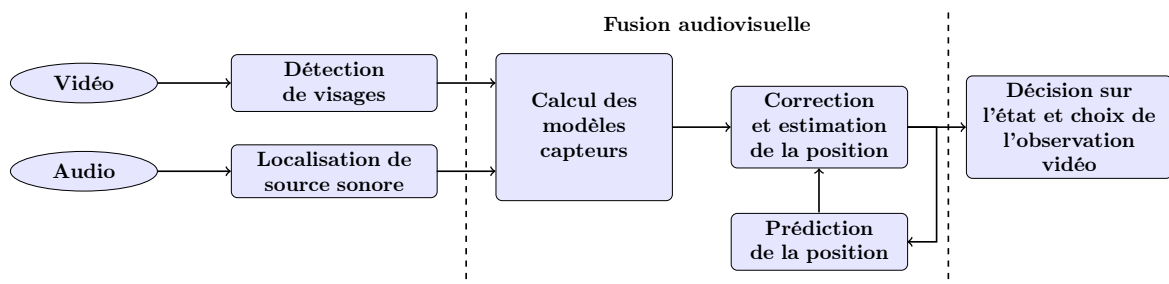 Fusion audiovisuelle
Vidéo
Détection
de visages
Audio
Localisation de
source sonore
Calcul des
modèles
capteurs
Correction
et estimation
de la position
Prédiction
de la position
Décision sur
l'état et choix de
l'observation
vidéo